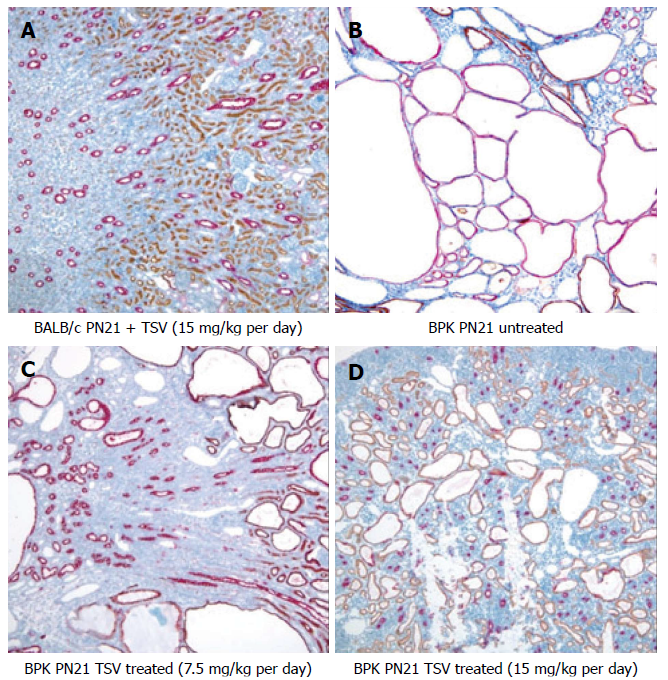 A
B
BALB/c PN21 + TSV (15 mg/kg per day)
BPK PN21 untreated
C
D
BPK PN21 TSV treated (7.5 mg/kg per day)
BPK PN21 TSV treated (15 mg/kg per day)